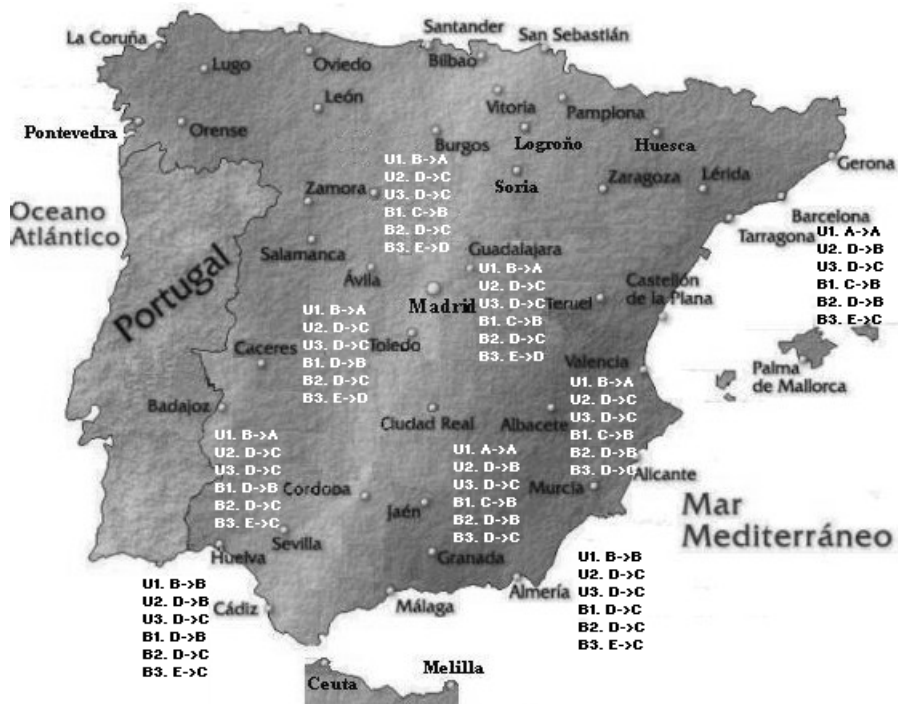 Santander
San Sebastián
La Coruña
Lugo
Oviedo
Bilbao
León
Vitoria
Pamplona
Pontevedra
Orense
Burgos
Logroño
Huesca
Gerona
U1. B->A
U2. D->C
U3. D->C
B1. C->B
B2. D->C
B3. E->D
Zamora
Soria
Zaragoza
Lérida
Oceano
Atlántico
Barcelona
Tarragona
U1. A->A
U2. D->B
U3. D->C
B1. C->B
B2. D->B
B3. E->C
Salamanca
Portugal
Ávila
Guadalajara
U1. B->A
U2. D->C
U3. D->C
B1. C->B
B2. D->C
B3. E->D
Madrid
Teruel
Castellón
de la Plana
U1. B->A
U2. D->C
U3. D->C
B1. D->B
B2. D->C
B3. E->D
Toledo
Cáceres
Valencia
Palma
de Mallorca
Badajoz
Ciudad Real
Albacete
U1. B->A
U2. D->C
U3. D->C
B1. C->B
B2. D->B
B3. D->C
U1. B->A
U2. D->C
U3. D->C
B1. D->B
B2. D->C
B3. E->C
U1. A->A
U2. D->B
U3. D->C
B1. C->B
B2. D->B
B3. D->C
Alicante
Murcia
Cordoba
Jaén
Mar
Mediterráneo
Huelva
Sevilla
Granada
U1. B->B
U2. D->B
U3. D->C
B1. D->B
B2. D->C
B3. E->C
Cádiz
Málaga
Almería
U1. B->B
U2. D->C
U3. D->C
B1. D->C
B2. D->C
B3. E->C
Ceuta
Melilla